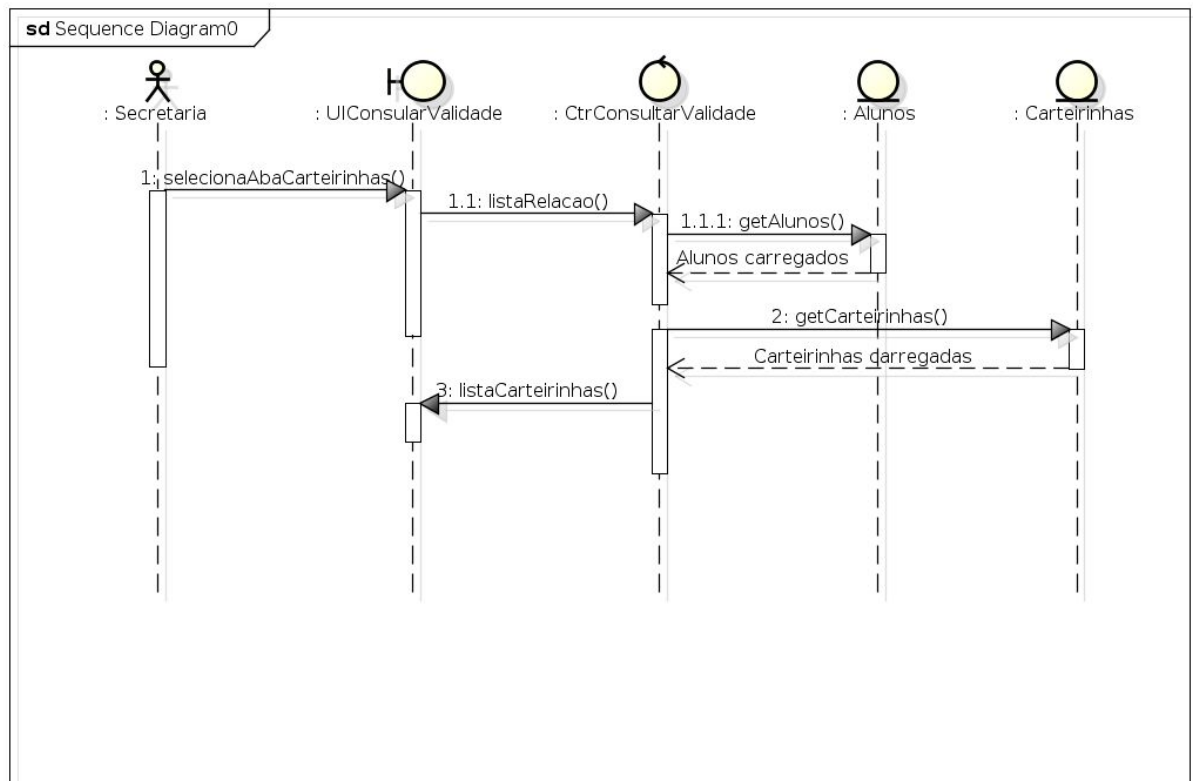 sd Sequence Diagram0
: Secretaria
: UIConsularValidade
: CtrConsultarValidade
: Alunos
: Carteirinhas
1: selecionaAbaCarteirinhas()
1.1: listaRelacao()
1.1.1: getAlunos()
Alunos carregados
2: getCarteirinhas()
Carteirinhas carregadas
3: listaCarteirinhas()